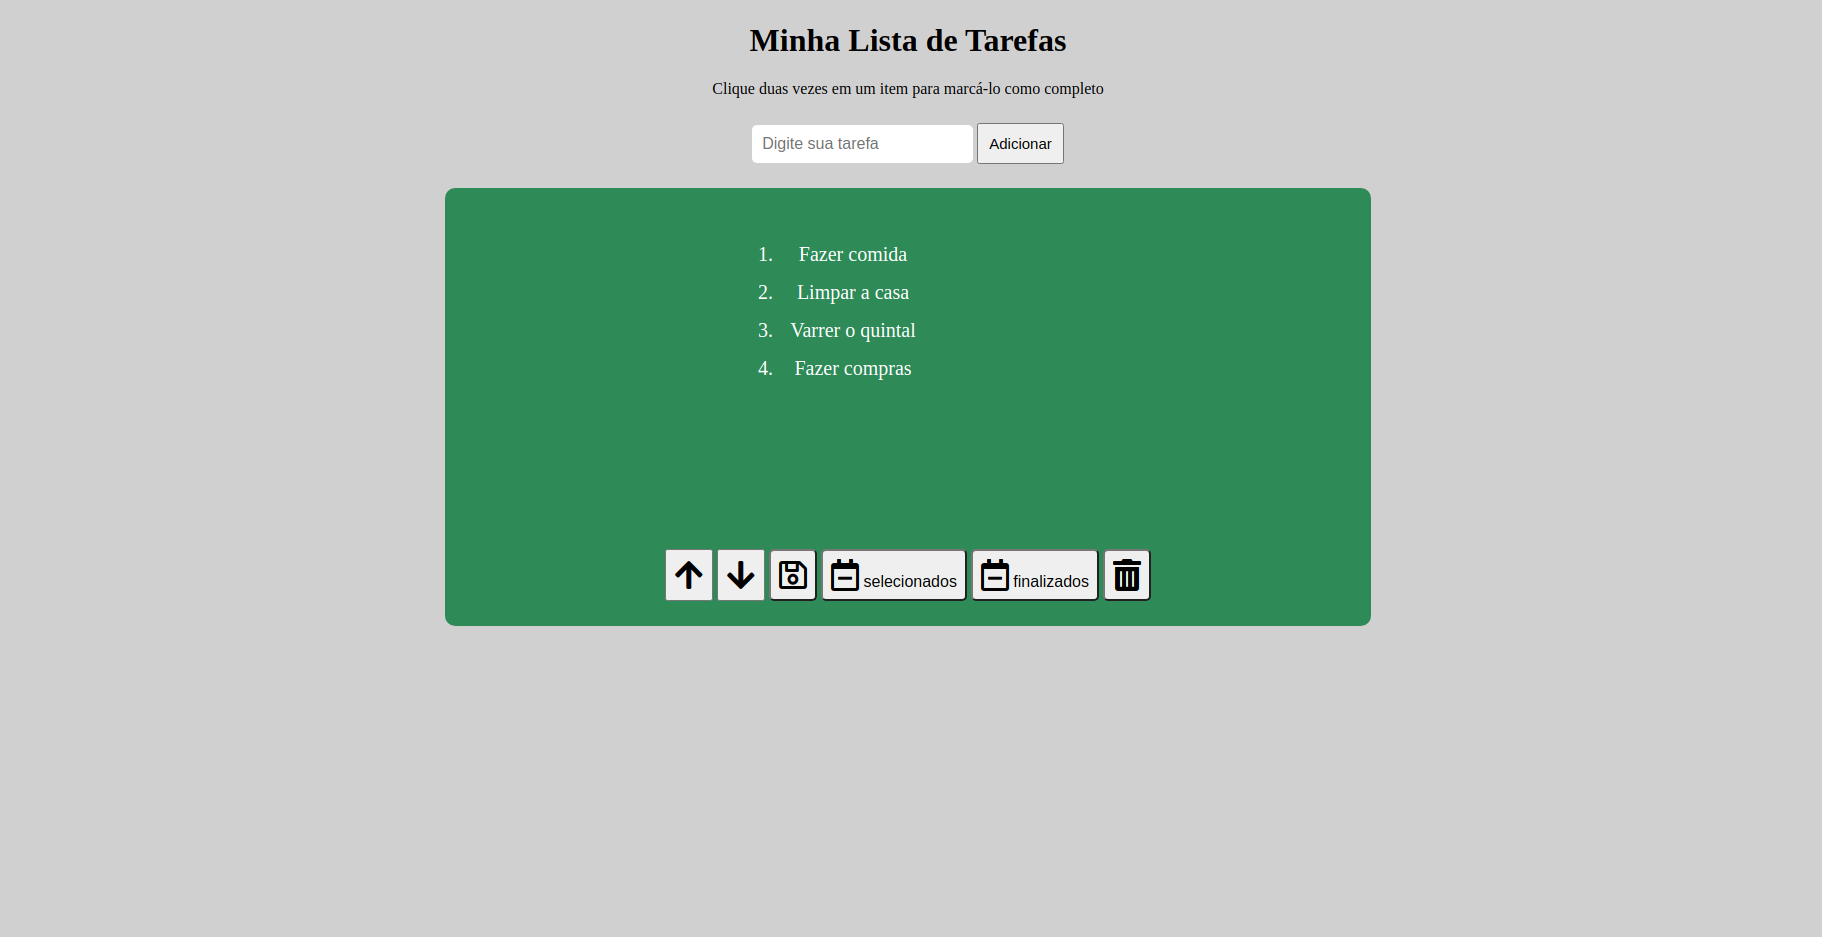 Minha Lista de Tarefas
Clique duas vezes em um item para marcá-lo como completo
Digite sua tarefa Adicionar
1. Fazer comida
2. Limpar a casa
3. Varrer o quintal
4. Fazer compras
selecionados finalizados